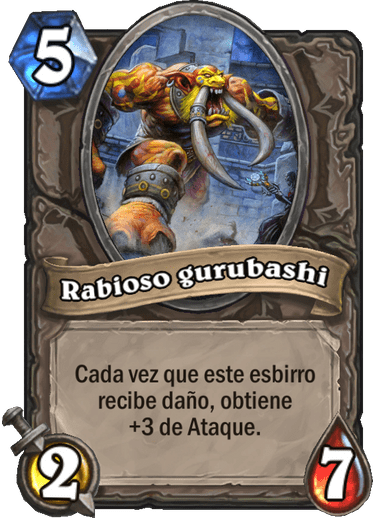 5
Rabioso gurubashi
Cada vez que este esbirro
recibe daño, obtiene
+3 de Ataque.
2
7